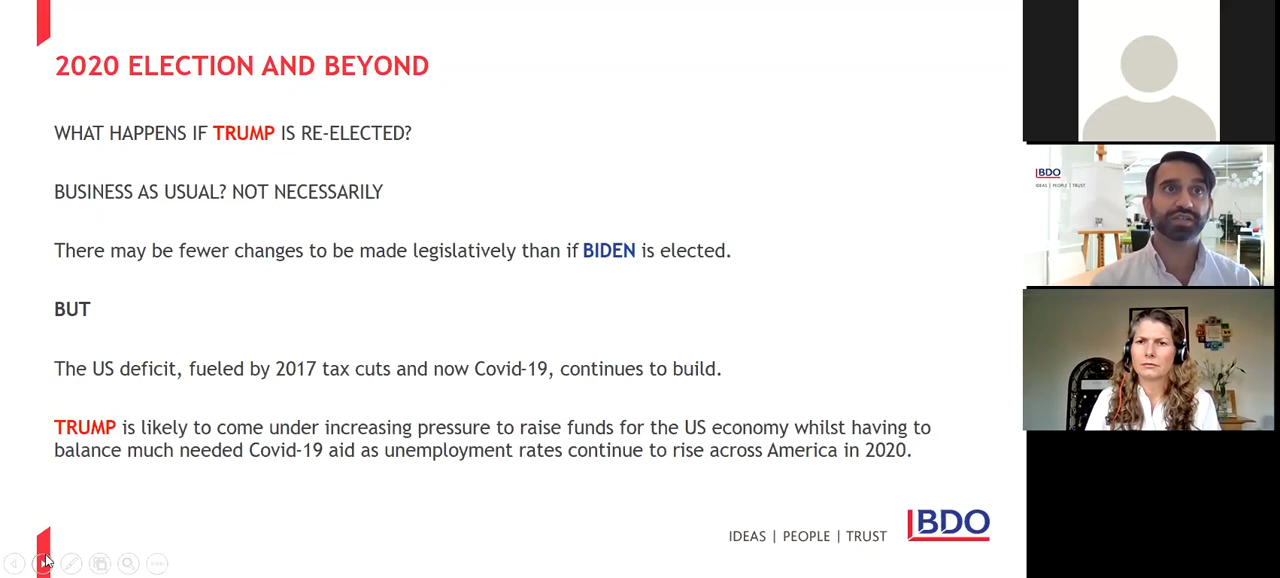 2020 ELECTION AND BEYOND
WHAT HAPPENS IF TRUMP IS RE-ELECTED?
BUSINESS AS USUAL? NOT NECESSARILY
There may be fewer changes to be made legislatively than if BIDEN is elected.
BUT
The US deficit, fueled by 2017 tax cuts and now Covid-19, continues to build.
TRUMP is likely to come under increasing pressure to raise funds for the US economy whilst having to
balance much needed Covid-19 aid as unemployment rates continue to rise across America in 2020.
IDEAS | PEOPLE | TRUST
BDO
BDO
IDEAS | PEOPLE | TRUST